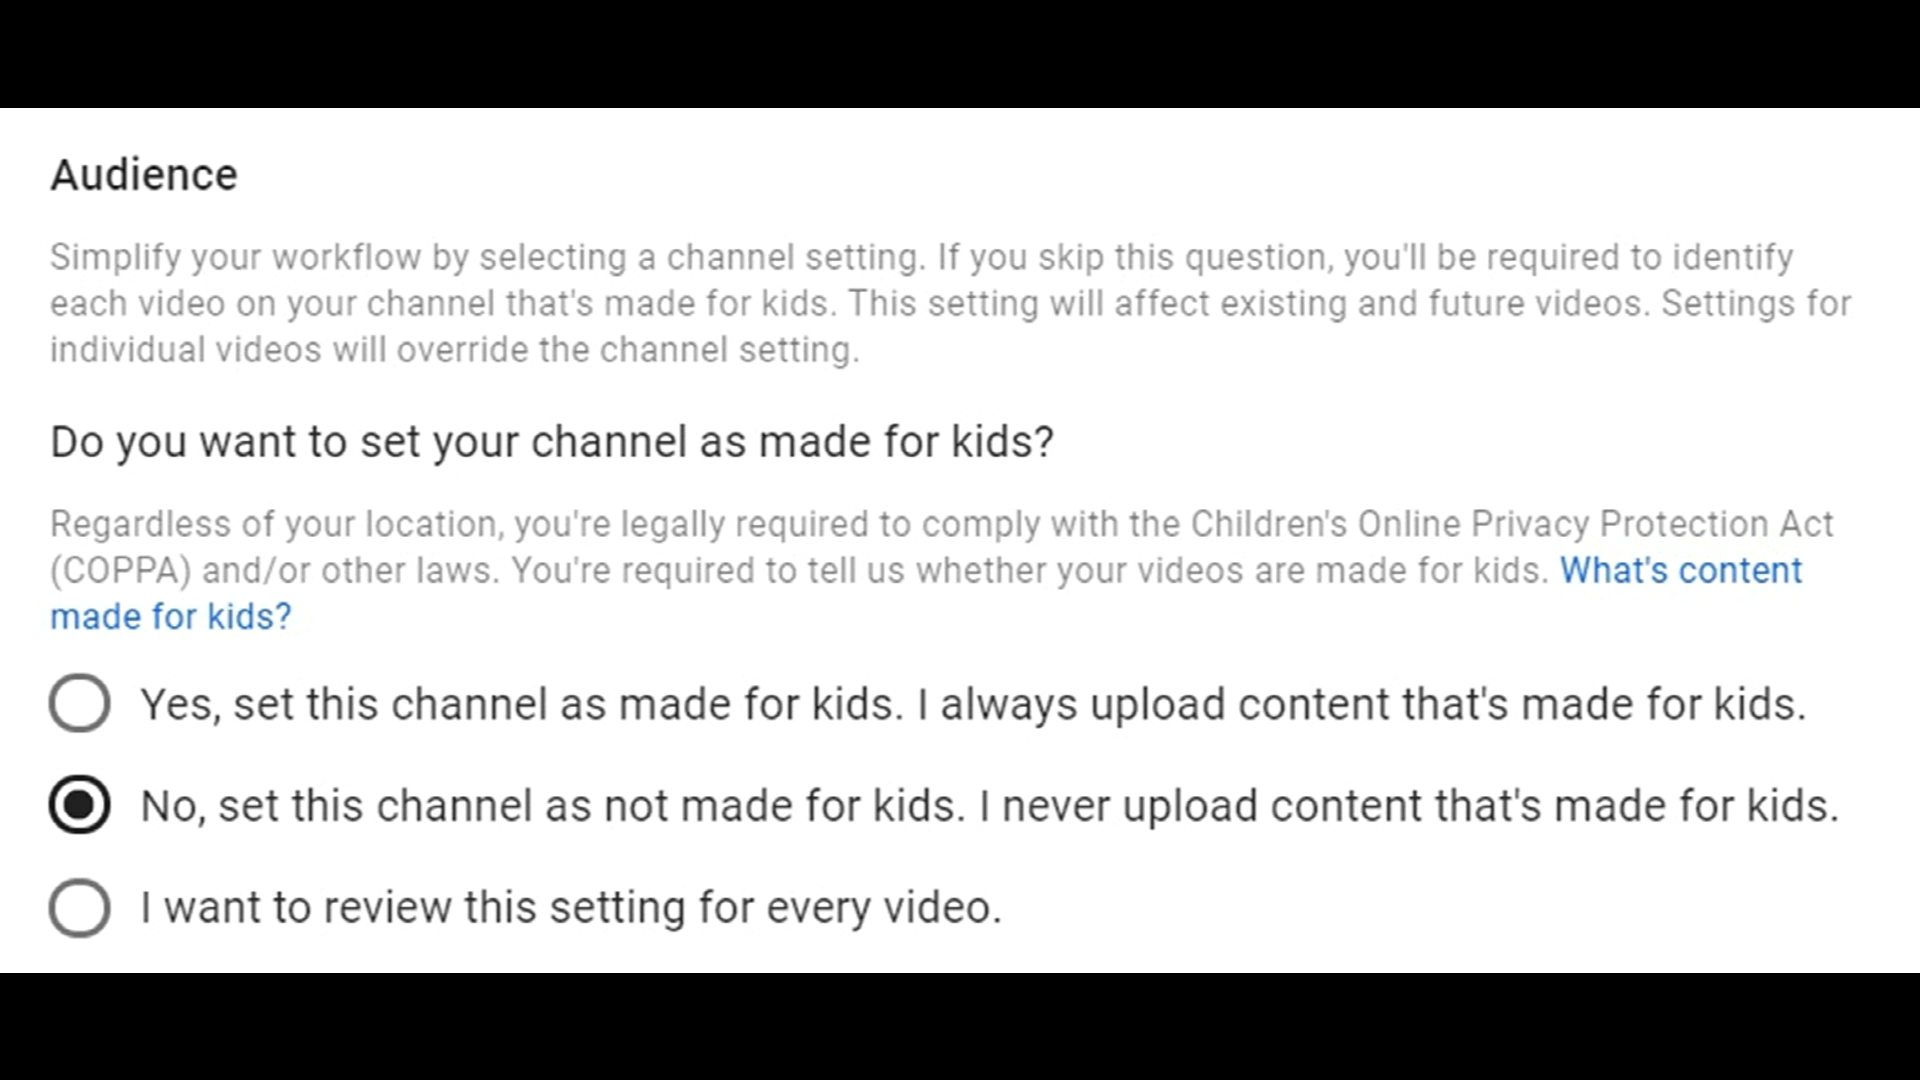 Audience
Simplify your workflow by selecting a channel setting. If you skip this question, you'll be required to identify
each video on your channel that's made for kids. This setting will affect existing and future videos. Settings for
individual videos will override the channel setting.
Do you want to set your channel as made for kids?
Regardless of your location, you're legally required to comply with the Children's Online Privacy Protection Act
(COPPA) and/or other laws. You're required to tell us whether your videos are made for kids. What's content
made for kids?
Yes, set this channel as made for kids. I always upload content that's made for kids.
No, set this channel as not made for kids. I never upload content that's made for kids.
I want to review this setting for every video.